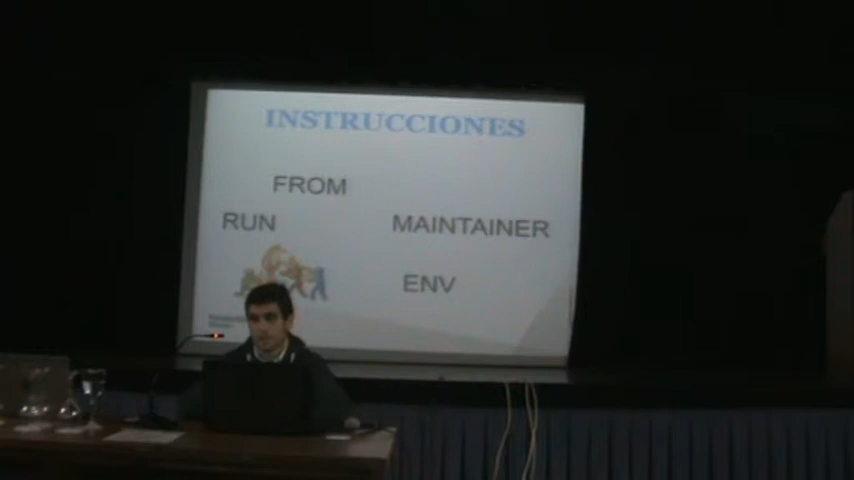 INSTRUCCIONES
FROM
RUN
MAINTAINER
ENV